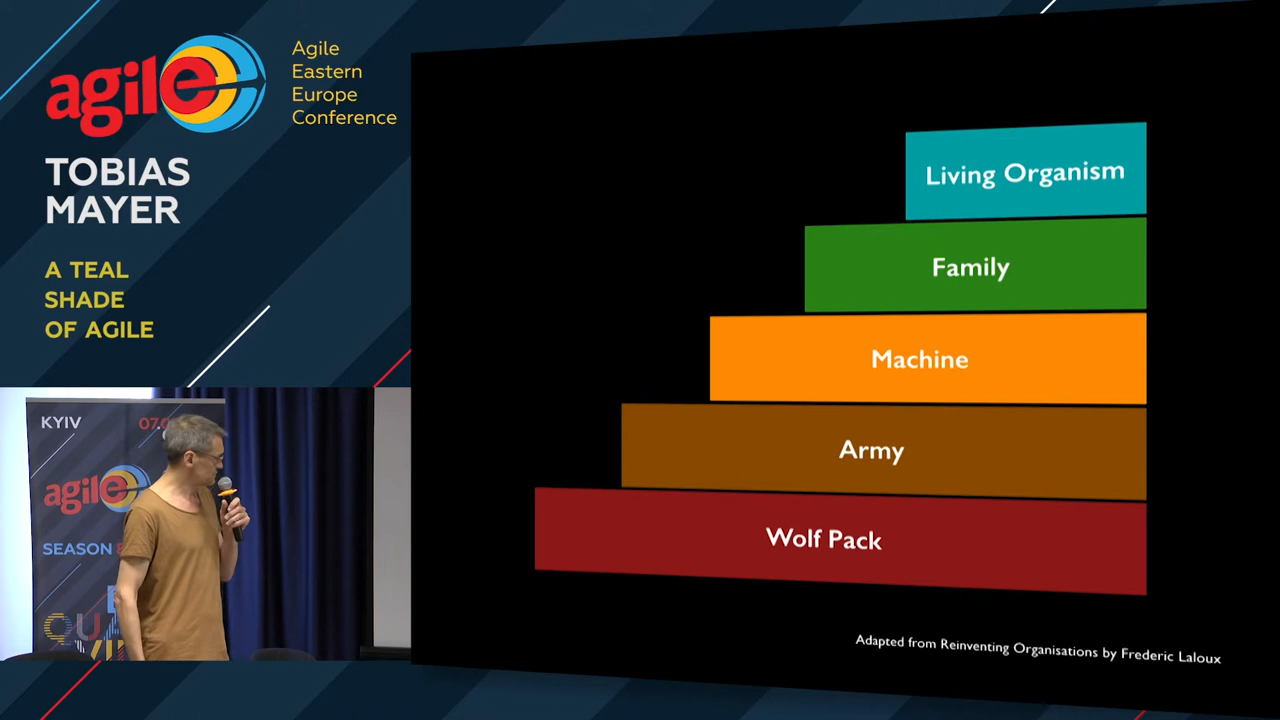 agile
Agile
Eastern
Europe
Conference
TOBIAS
MAYER
A TEAL
SHADE
OF AGILE
KYIV
agile
SEASON
Living Organism
Family
Machine
Army
Wolf Pack
Adapted from Reinventing Organisations by Frederic Laloux